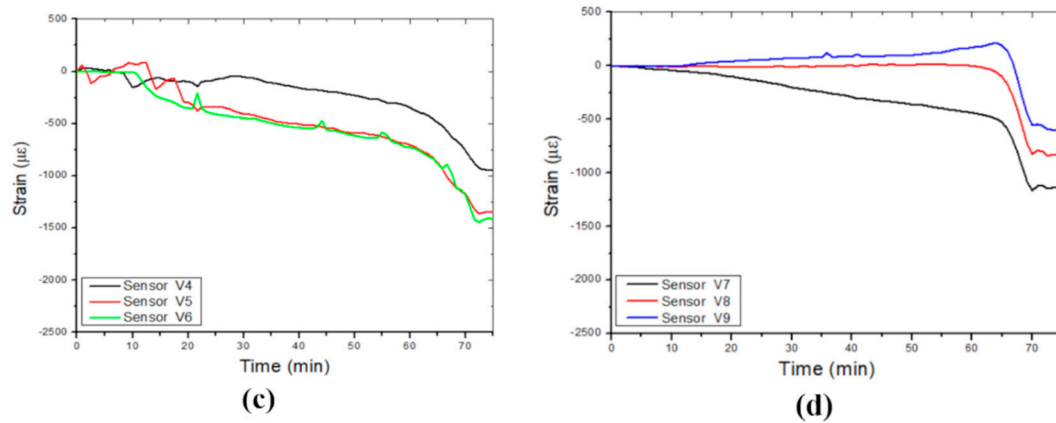 500
0
-500
-1000
-1500
-2000
-2500
Strain (με)
Sensor V4
Sensor V5
Sensor V6
0 10 20 30 40 50 60 70
Time (min)
(c)
500
0
-500
-1000
-1500
-2000
-2500
Strain (με)
Sensor V7
Sensor V8
Sensor V9
0 10 20 30 40 50 60 70
Time (min)
(d)